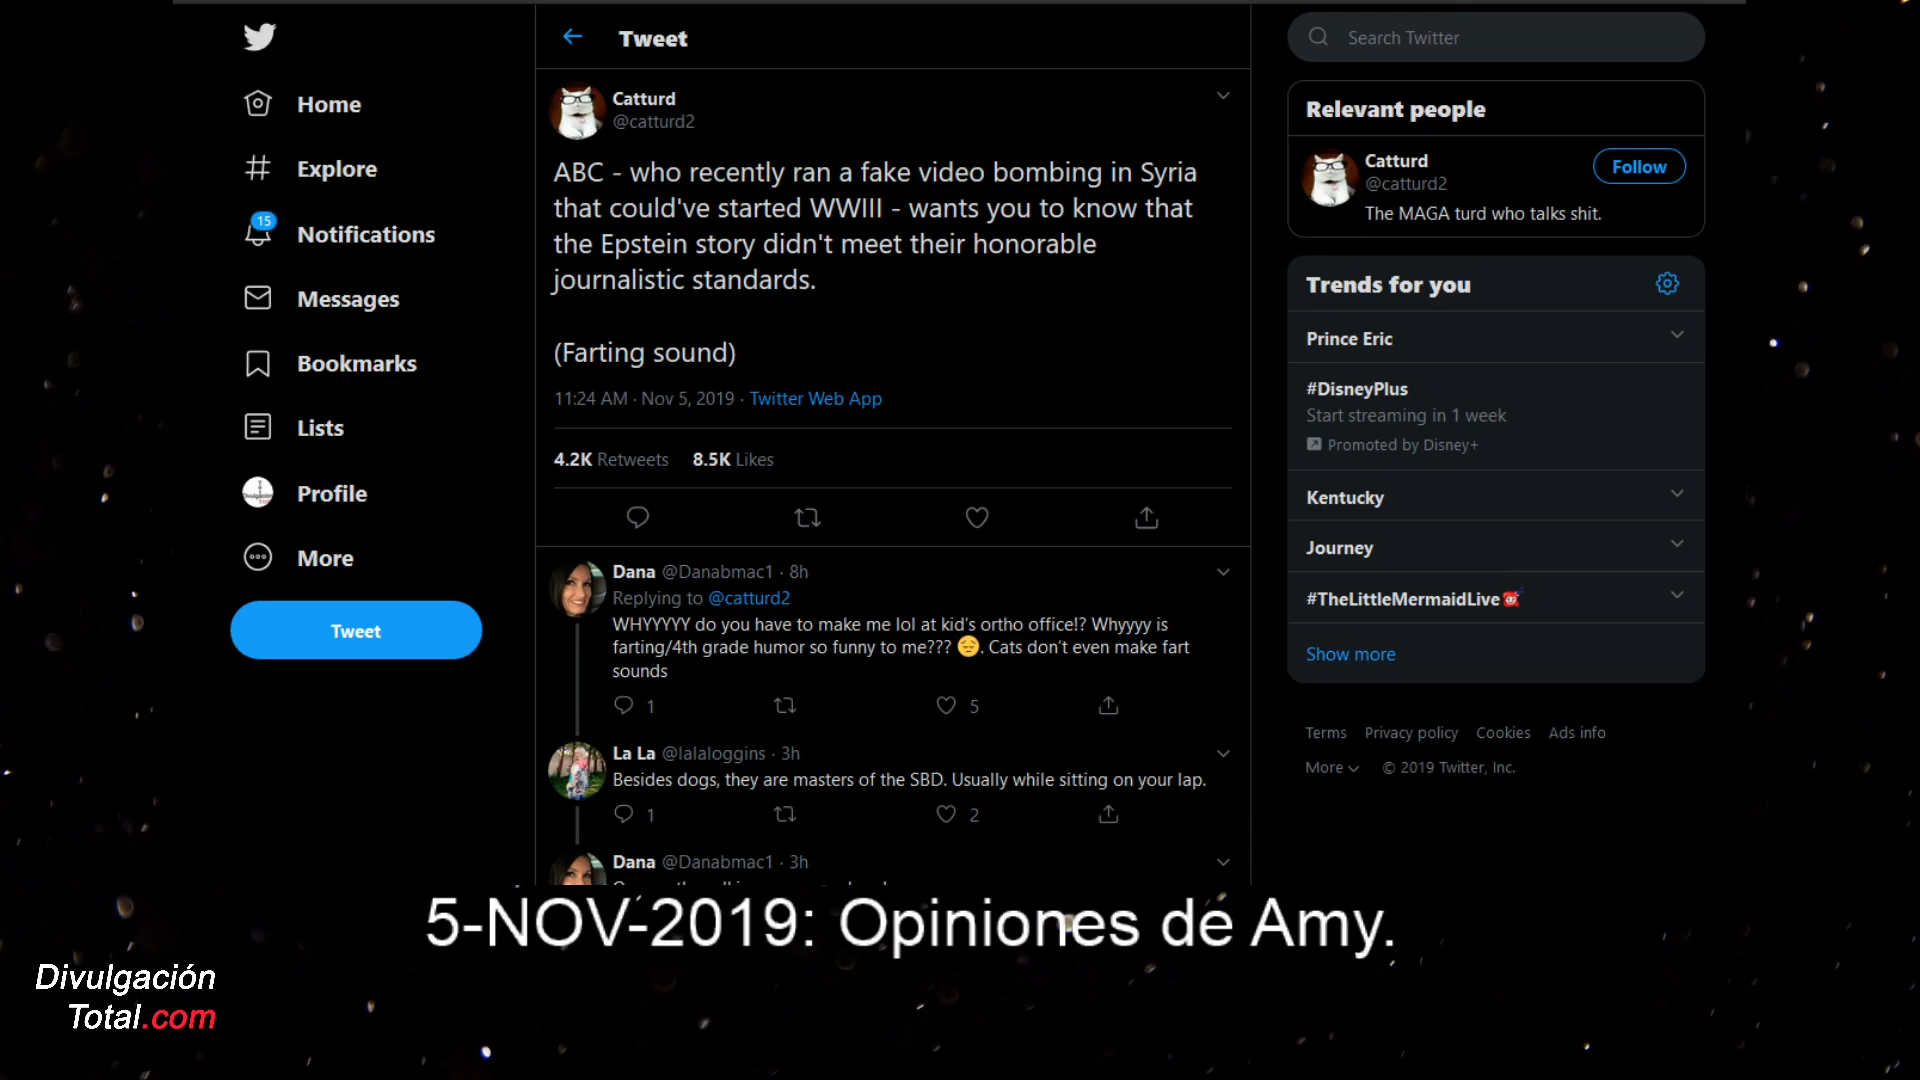 Home
Explore
15
Notifications
Messages
Bookmarks
Lists
Profile
More
Tweet
Tweet
Catturd
@catturd2
ABC - who recently ran a fake video bombing in Syria
that could've started WWIII - wants you to know that
the Epstein story didn't meet their honorable
journalistic standards.
(Farting sound)
11:24 AM · Nov 5, 2019 · Twitter Web App
4.2K Retweets 8.5K Likes
Dana @Danabmac1 · 8h
Replying to @catturd2
WHYYYYY do you have to make me lol at kid's ortho office!? Whyyyy is
farting/4th grade humor so funny to me??? 😔. Cats don't even make fart
sounds
1 5
La La @lalaloggins · 3h
Besides dogs, they are masters of the SBD. Usually while sitting on your lap.
1 2
Dana @Danabmac1 · 3h
Search Twitter
Relevant people
Catturd
@catturd2
Follow
The MAGA turd who talks shit.
Trends for you
Prince Eric
#DisneyPlus
Start streaming in 1 week
Promoted by Disney+
Kentucky
Journey
#TheLittleMermaidLive
Show more
Terms Privacy policy Cookies Ads info
More © 2019 Twitter, Inc.
5-NOV-2019: Opiniones de Amy.
Divulgación
Total.com